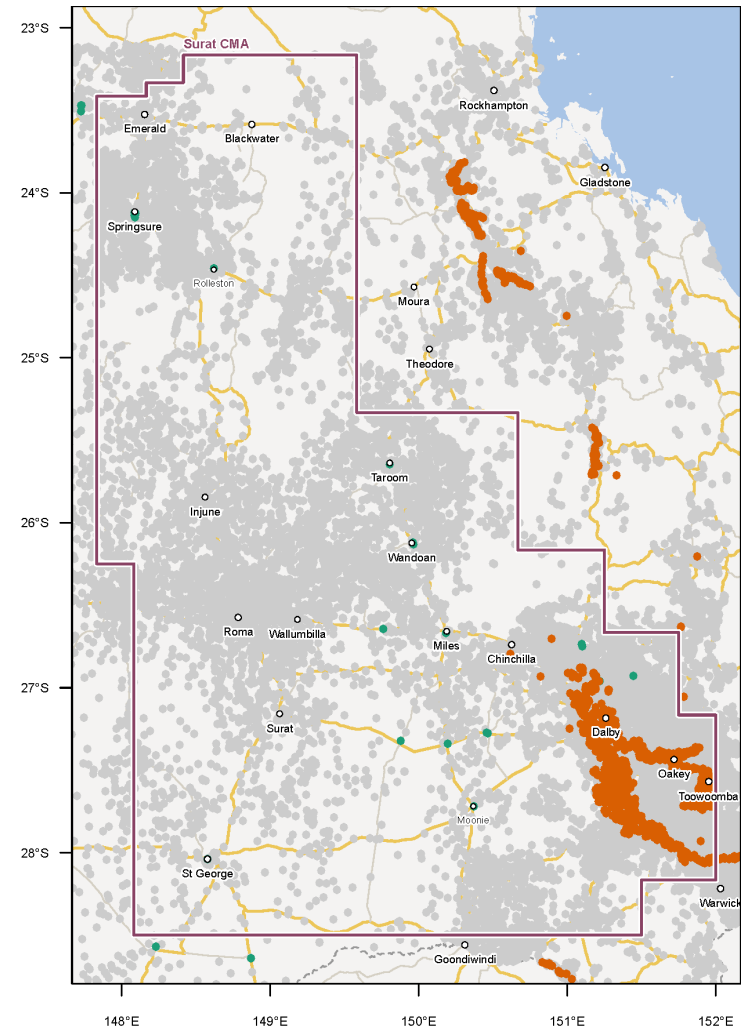 23°S
Surat CMA
Rockhampton
Emerald
Blackwater
Gladstone
24°S
Springsure
Rolleston
Moura
25°S
Theodore
Taroom
Injune
26°S
Wandoan
Roma
Wallumbilla
Miles
Chinchilla
27°S
Surat
Dalby
Oakey
Toowoomba
Moonie
28°S
St George
Warwick
Goondiwindi
148°E 149°E 150°E 151°E 152°E